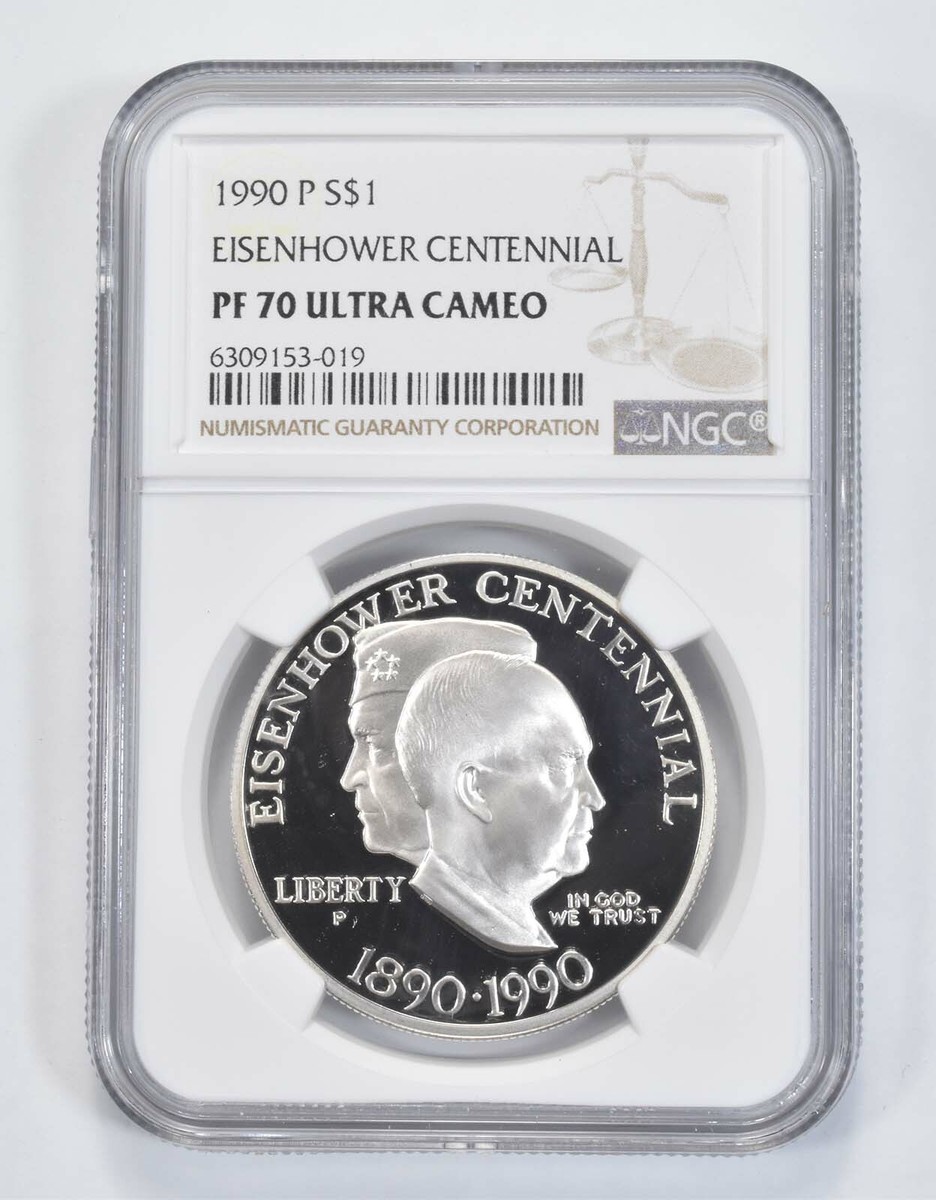 1990 P S$1
EISENHOWER CENTENNIAL
PF 70 ULTRA CAMEO
6309153-019
NUMISMATIC GUARANTY CORPORATION
NGC®
EISENHOWER CENTENNIAL
LIBERTY
P
IN GOD
WE TRUST
1890·1990